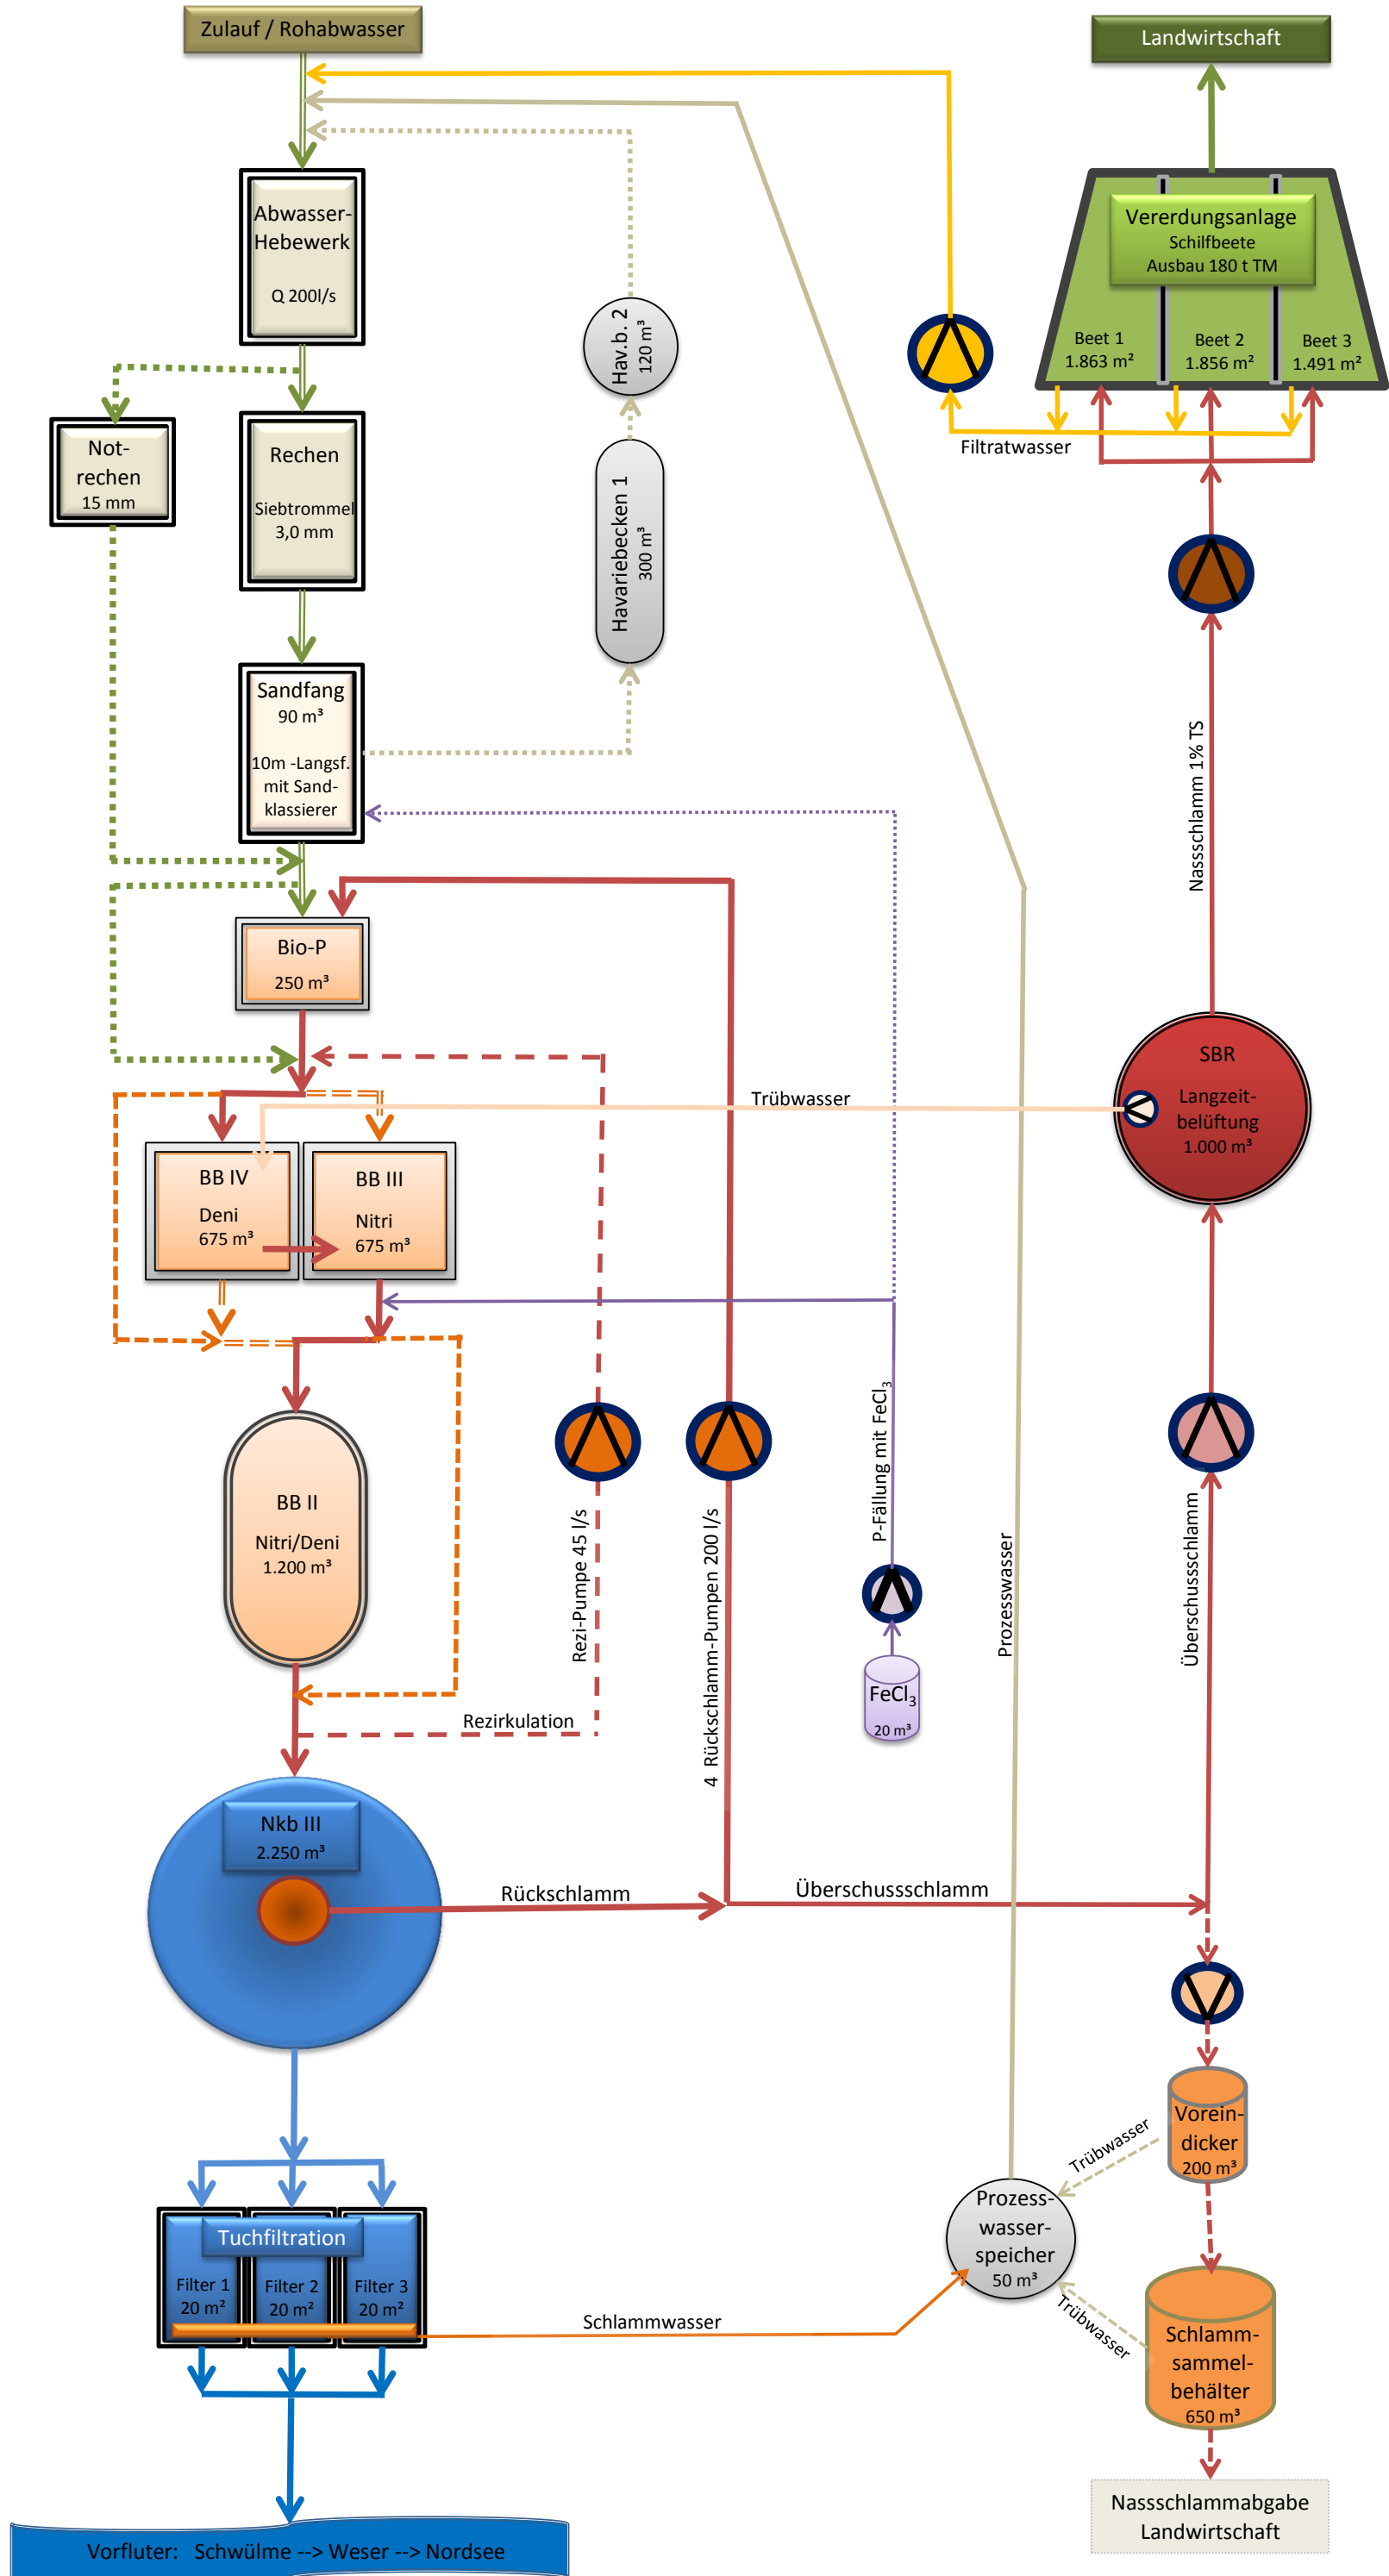 Zulauf / Rohabwasser
Landwirtschaft
Abwasser-
Hebewerk
Q 200l/s
Vererdungsanlage
Schilfbeete
Ausbau 180 t TM
Beet 1
1.863 m²
Beet 2
1.856 m²
Beet 3
1.491 m²
Filtratwasser
Hav.b. 2
120 m³
Not-
rechen
15 mm
Rechen
Siebtrommel
3,0 mm
Havariebecken 1
300 m³
Sandfang
90 m³
10m -Langsf.
mit Sand-
klassierer
Nassschlamm 1% TS
Bio-P
250 m³
SBR
Langzeit-
belüftung
1.000 m³
Trübwasser
BB IV
Deni
675 m³
BB III
Nitri
675 m³
BB II
Nitri/Deni
1.200 m³
Rezi-Pumpe 45 l/s
4 Rückschlamm-Pumpen 200 l/s
P-Fällung mit FeCl₃
Prozesswasser
Überschussschlamm
FeCl₃
20 m³
Rezirkulation
Nkb III
2.250 m³
Rückschlamm
Überschussschlamm
Vorein-
dicker
200 m³
Trübwasser
Prozess-
wasser-
speicher
50 m³
Trübwasser
Tuchfiltration
Filter 1
20 m²
Filter 2
20 m²
Filter 3
20 m²
Schlammwasser
Schlamm-
sammel-
behälter
650 m³
Nassschlammabgabe
Landwirtschaft
Vorfluter: Schwülme --> Weser --> Nordsee